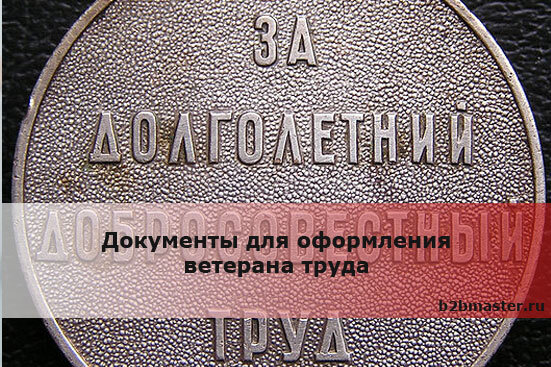 ЗА
ДОЛГОЛЕТНИЙ
ДОБРОСОВЕСТНЫЙ
Документы для оформления
ветерана труда
b2bmaster.ru
ТРУД